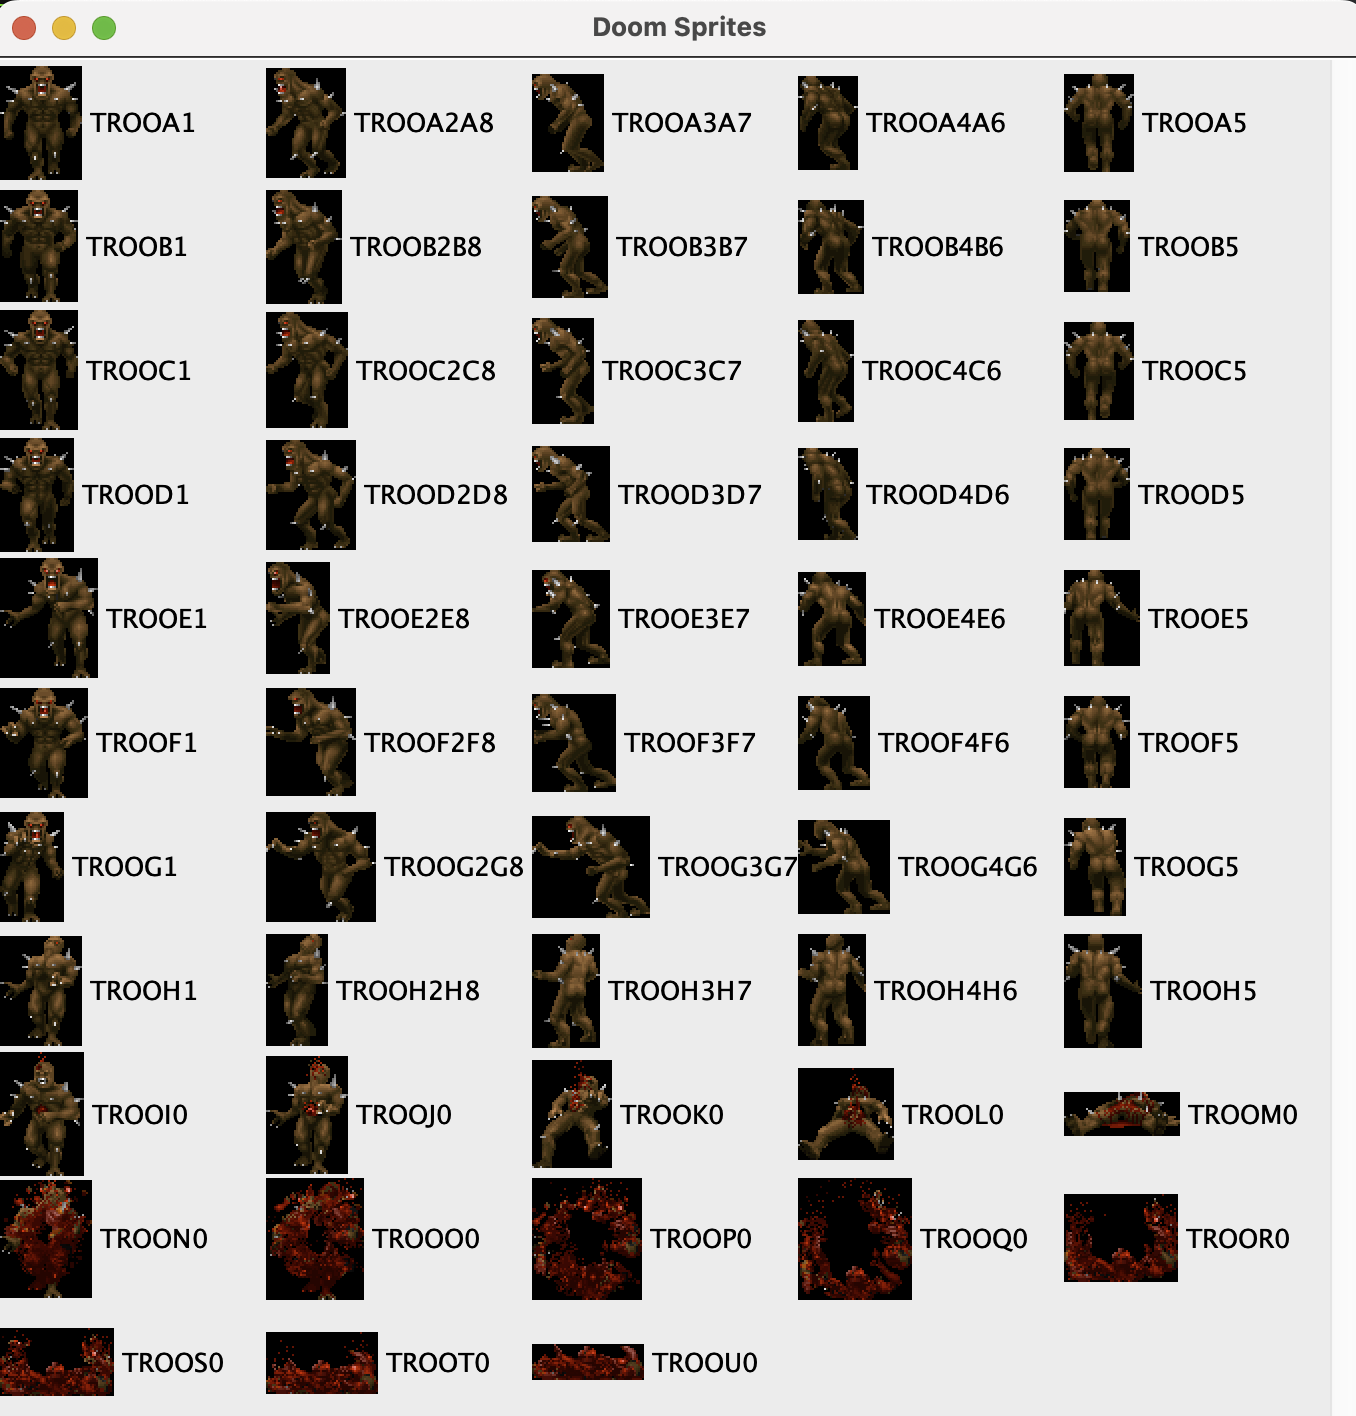 Doom Sprites
TROOA1 TROOA2A8 TROOA3A7 TROOA4A6 TROOA5
TROOB1 TROOB2B8 TROOB3B7 TROOB4B6 TROOB5
TROOC1 TROOC2C8 TROOC3C7 TROOC4C6 TROOC5
TROOD1 TROOD2D8 TROOD3D7 TROOD4D6 TROOD5
TROOE1 TROOE2E8 TROOE3E7 TROOE4E6 TROOE5
TROOF1 TROOF2F8 TROOF3F7 TROOF4F6 TROOF5
TROOG1 TROOG2G8 TROOG3G7 TROOG4G6 TROOG5
TROOH1 TROOH2H8 TROOH3H7 TROOH4H6 TROOH5
TROOI0 TROOJ0 TROOK0 TROOL0 TROOM0
TROON0 TROOO0 TROOP0 TROOQ0 TROOR0
TROOS0 TROOT0 TROOU0